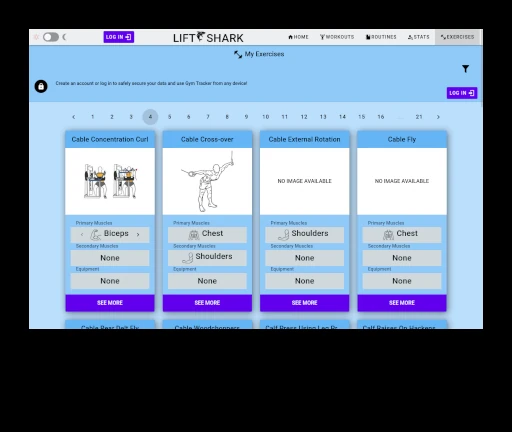 LOG IN
LIFT SHARK
HOME
WORKOUTS
ROUTINES
STATS
EXERCISES
My Exercises
Create an account or log in to safely secure your data and use Gym Tracker from any device!
LOG IN
‹ 1 2 3 4 5 6 7 8 9 10 11 12 13 14 15 16 ... 21 ›
Cable Concentration Curl
Primary Muscles
‹ Biceps ›
Secondary Muscles
None
Equipment
None
SEE MORE
Cable Cross-over
Primary Muscles
Chest
Secondary Muscles
Shoulders
Equipment
None
SEE MORE
Cable External Rotation
NO IMAGE AVAILABLE
Primary Muscles
Shoulders
Secondary Muscles
None
Equipment
None
SEE MORE
Cable Fly
NO IMAGE AVAILABLE
Primary Muscles
Chest
Secondary Muscles
None
Equipment
None
SEE MORE
Cable Rear Delt Fly
Cable Woodchoppers
Calf Press Using Leg Pr...
Calf Raises On Hackens...